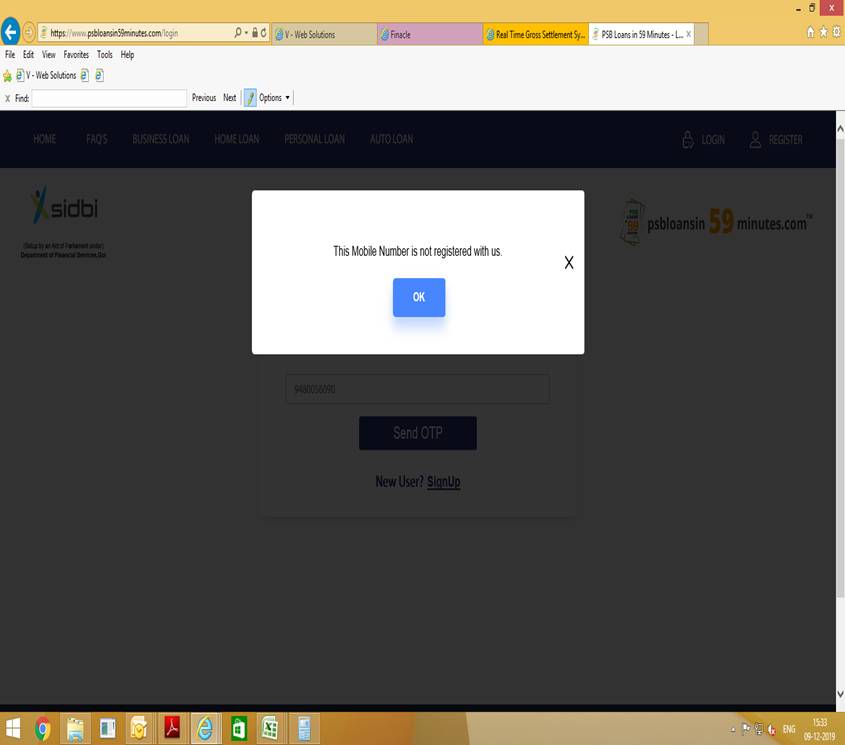 https://www.psbloansin59minutes.com/login
V - Web Solutions
Finacle
Real Time Gross Settlement Sy...
PSB Loans in 59 Minutes - L... X
File Edit View Favorites Tools Help
V - Web Solutions
X Find: Previous Next Options
HOME FAQ'S BUSINESS LOAN HOME LOAN PERSONAL LOAN AUTO LOAN LOGIN REGISTER
sidbi
(Setup by an Act of Parliament under)
Department of Financial Services,GoI
psbloansin 59 minutes.com™
This Mobile Number is not registered with us.
X
OK
9480056090
Send OTP
New User? SignUp
ENG
15:33
09-12-2019